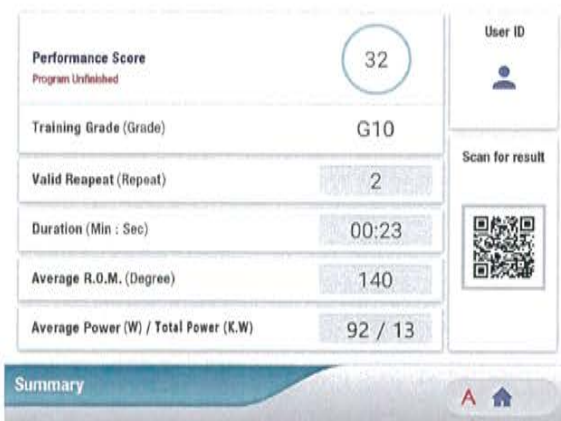 Performance Score
32
Program Unfinished
Training Grade (Grade)
G10
Valid Reapeat (Repeat)
2
Duration (Min : Sec)
00:23
Average R.O.M. (Degree)
140
Average Power (W) / Total Power (K.W)
92 / 13
User ID
Scan for result
Summary
A